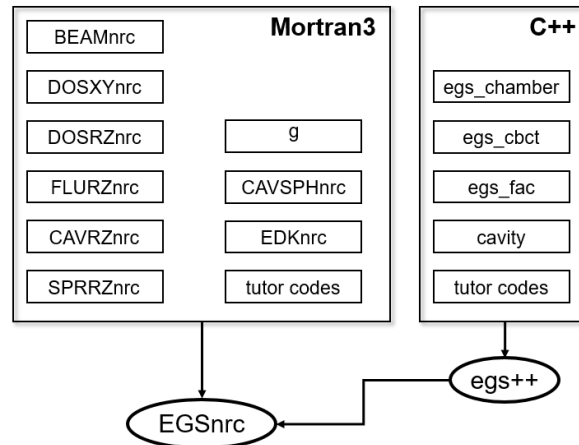 Mortran3
BEAMnrc
DOSXYnrc
DOSRZnrc
FLURZnrc
CAVRZnrc
SPRRZnrc
g
CAVSPHnrc
EDKnrc
tutor codes
C++
egs_chamber
egs_cbct
egs_fac
cavity
tutor codes
egs++
EGSnrc